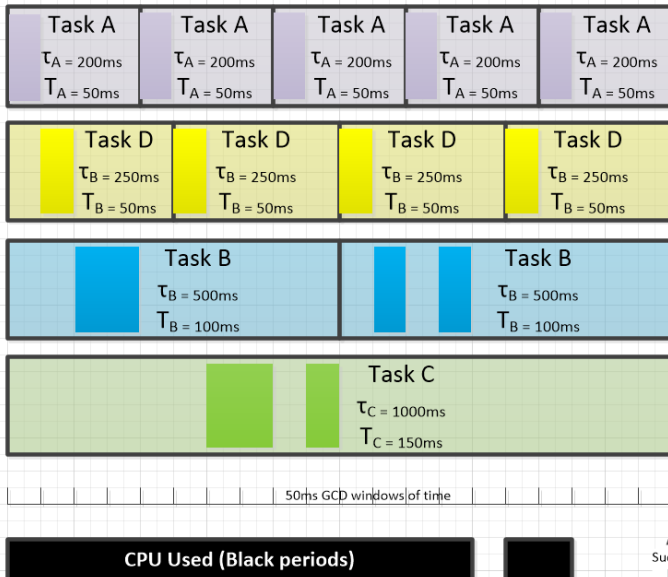 Task A
τA = 200ms
TA = 50ms
Task A
τA = 200ms
TA = 50ms
Task A
τA = 200ms
TA = 50ms
Task A
τA = 200ms
TA = 50ms
Task A
τA = 200ms
TA = 50ms
Task D
τB = 250ms
TB = 50ms
Task D
τB = 250ms
TB = 50ms
Task D
τB = 250ms
TB = 50ms
Task D
τB = 250ms
TB = 50ms
Task B
τB = 500ms
TB = 100ms
Task B
τB = 500ms
TB = 100ms
Task C
τC = 1000ms
TC = 150ms
50ms GCD windows of time
CPU Used (Black periods)